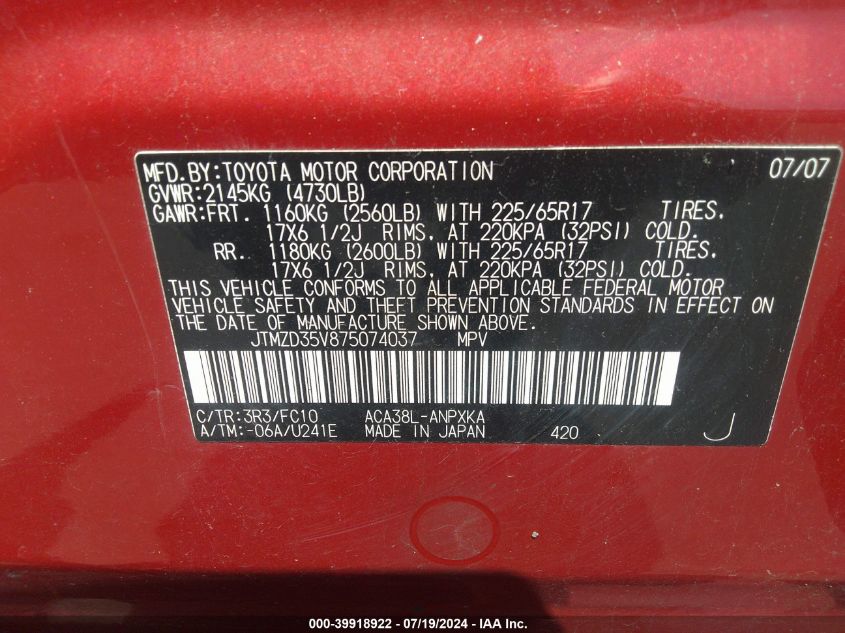 MFD.BY:TOYOTA MOTOR CORPORATION 07/07
GVWR:2145KG (4730LB)
GAWR:FRT. 1160KG (2560LB) WITH 225/65R17 TIRES,
17X6 1/2J RIMS, AT 220KPA (32PSI) COLD.
RR. 1180KG (2600LB) WITH 225/65R17 TIRES,
17X6 1/2J RIMS, AT 220KPA (32PSI) COLD.
THIS VEHICLE CONFORMS TO ALL APPLICABLE FEDERAL MOTOR
VEHICLE SAFETY AND THEFT PREVENTION STANDARDS IN EFFECT ON
THE DATE OF MANUFACTURE SHOWN ABOVE.
JTMZD35V875074037 MPV
C/TR:3R3/FC10 ACA38L-ANPXKA
A/TM:-06A/U241E MADE IN JAPAN 420 J
000-39918922 - 07/19/2024 - IAA Inc.